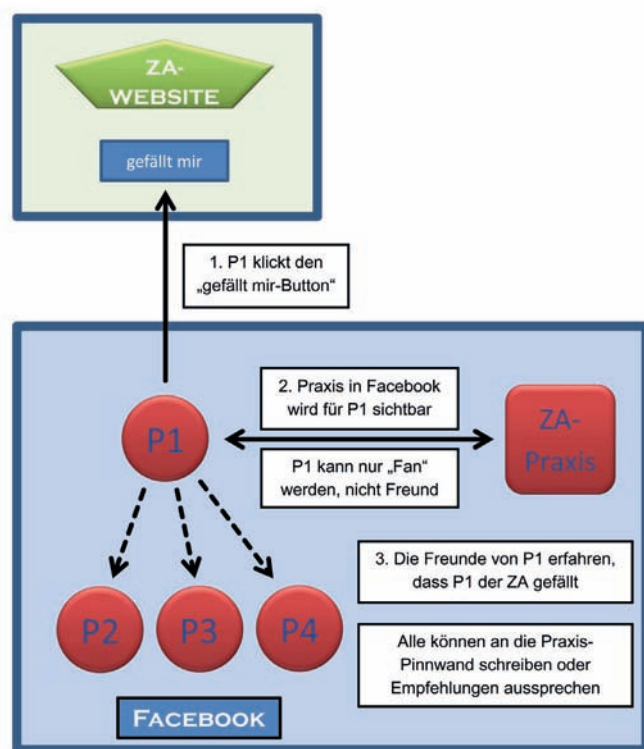 ZA-
WEBSITE
gefällt mir
1. P1 klickt den
„gefällt mir-Button“
2. Praxis in Facebook
wird für P1 sichtbar
P1
ZA-
Praxis
P1 kann nur „Fan“
werden, nicht Freund
3. Die Freunde von P1 erfahren,
dass P1 der ZA gefällt
P2
P3
P4
Alle können an die Praxis-
Pinnwand schreiben oder
Empfehlungen aussprechen
FACEBOOK